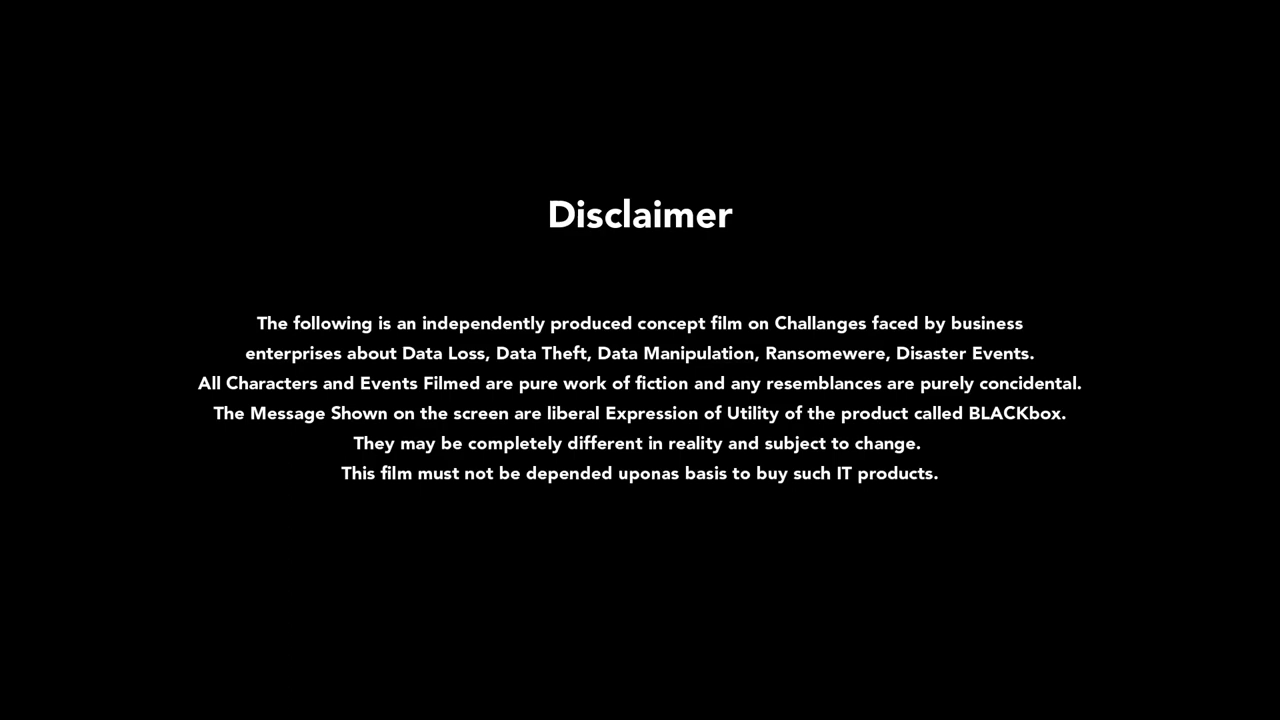 Disclaimer
The following is an independently produced concept film on Challanges faced by business
enterprises about Data Loss, Data Theft, Data Manipulation, Ransomewere, Disaster Events.
All Characters and Events Filmed are pure work of fiction and any resemblances are purely concidental.
The Message Shown on the screen are liberal Expression of Utility of the product called BLACKbox.
They may be completely different in reality and subject to change.
This film must not be depended uponas basis to buy such IT products.